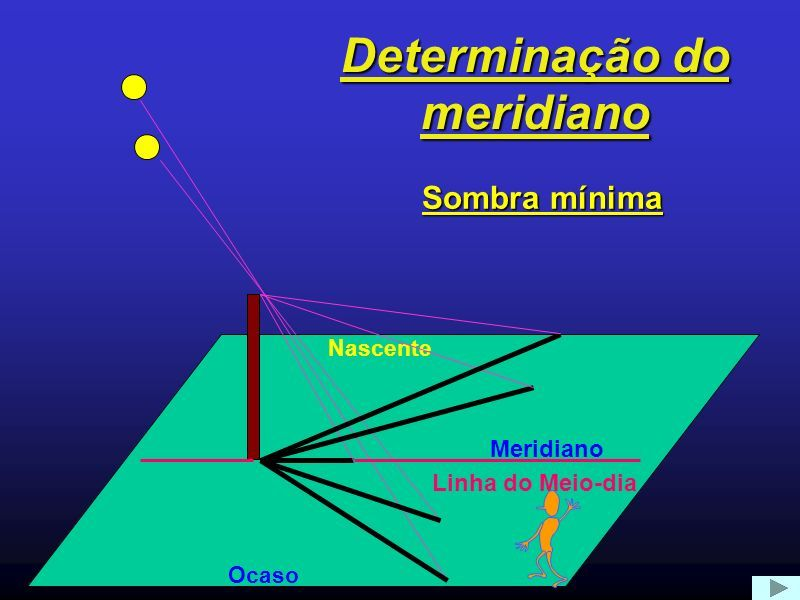 Determinação do
meridiano
Sombra mínima
Nascente
Meridiano
Linha do Meio-dia
Ocaso